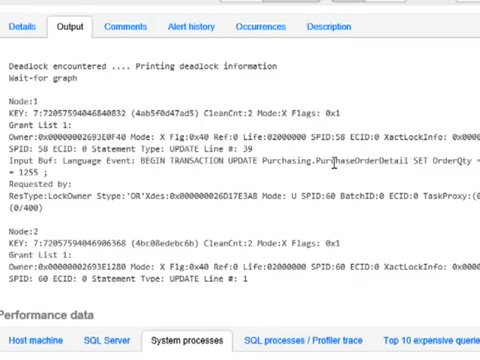 Details Output Comments Alert history Occurrences Description
Deadlock encountered .... Printing deadlock information
Wait-for graph
Node:1
KEY: 7:72057594046840832 (4ab5f0d47ad5) CleanCnt:2 Mode:X Flags: 0x1
Grant List 1:
Owner:0x00000002693E0F40 Mode: X Flg:0x40 Ref:0 Life:02000000 SPID:58 ECID:0 XactLockInfo: 0x0000
SPID: 58 ECID: 0 Statement Type: UPDATE Line #: 39
Input Buf: Language Event: BEGIN TRANSACTION UPDATE Purchasing.PurchaseOrderDetail SET OrderQty =
= 1255 ;
Requested by:
ResType:LockOwner Stype:'OR'Xdes:0x000000026D17E3A8 Mode: U SPID:60 BatchID:0 ECID:0 TaskProxy:(
(0/400)
Node:2
KEY: 7:72057594046906368 (4bc08edebc6b) CleanCnt:2 Mode:X Flags: 0x1
Grant List 1:
Owner:0x00000002693E1280 Mode: X Flg:0x40 Ref:0 Life:02000000 SPID:60 ECID:0 XactLockInfo: 0x0000
SPID: 60 ECID: 0 Statement Type: UPDATE Line #: 1
Performance data
Host machine SQL Server System processes SQL processes / Profiler trace Top 10 expensive querie